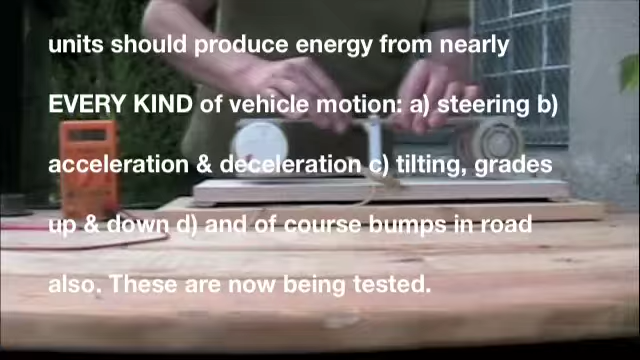 units should produce energy from nearly
EVERY KIND of vehicle motion: a) steering b)
acceleration & deceleration c) tilting, grades
up & down d) and of course bumps in road
also. These are now being tested.